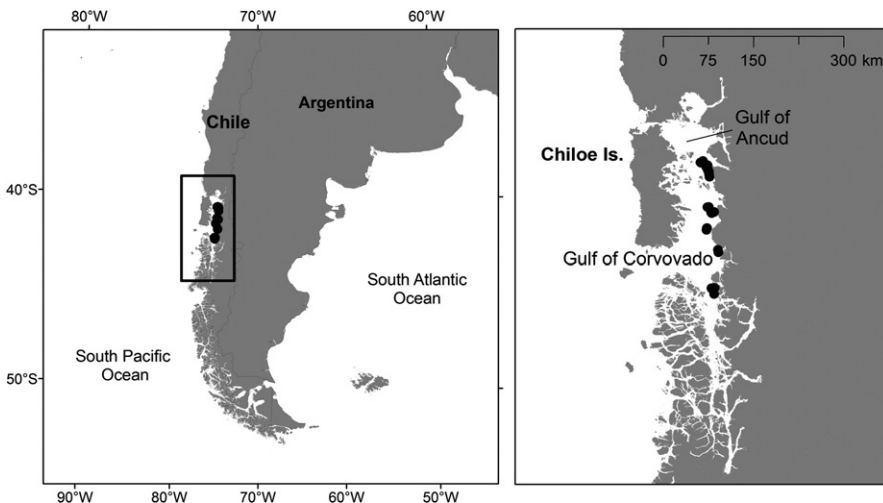 80°W
70°W
60°W
Argentina
Chile
40°S
South Atlantic
Ocean
South Pacific
Ocean
50°S
90°W
80°W
70°W
60°W
50°W
0 75 150 300 km
Gulf of
Ancud
Chiloe Is.
Gulf of Corvovado